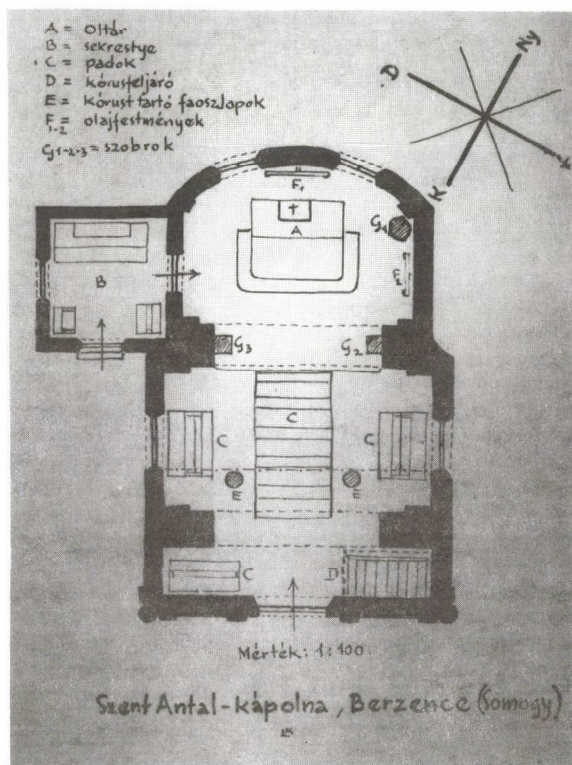 A = oltár
B = sekrestye
C = padok
D = kórusfeljáró
E = kórust tartó faoszlopok
F1-2 = olajfestmények
G1-2-3 = szobrok
Ny
D
K
F1
A
G1
B
F2
G3
G2
C
C
C
E
E
C
D
Mérték: 1:100.
Szent Antal-kápolna, Berzence (Somogy)